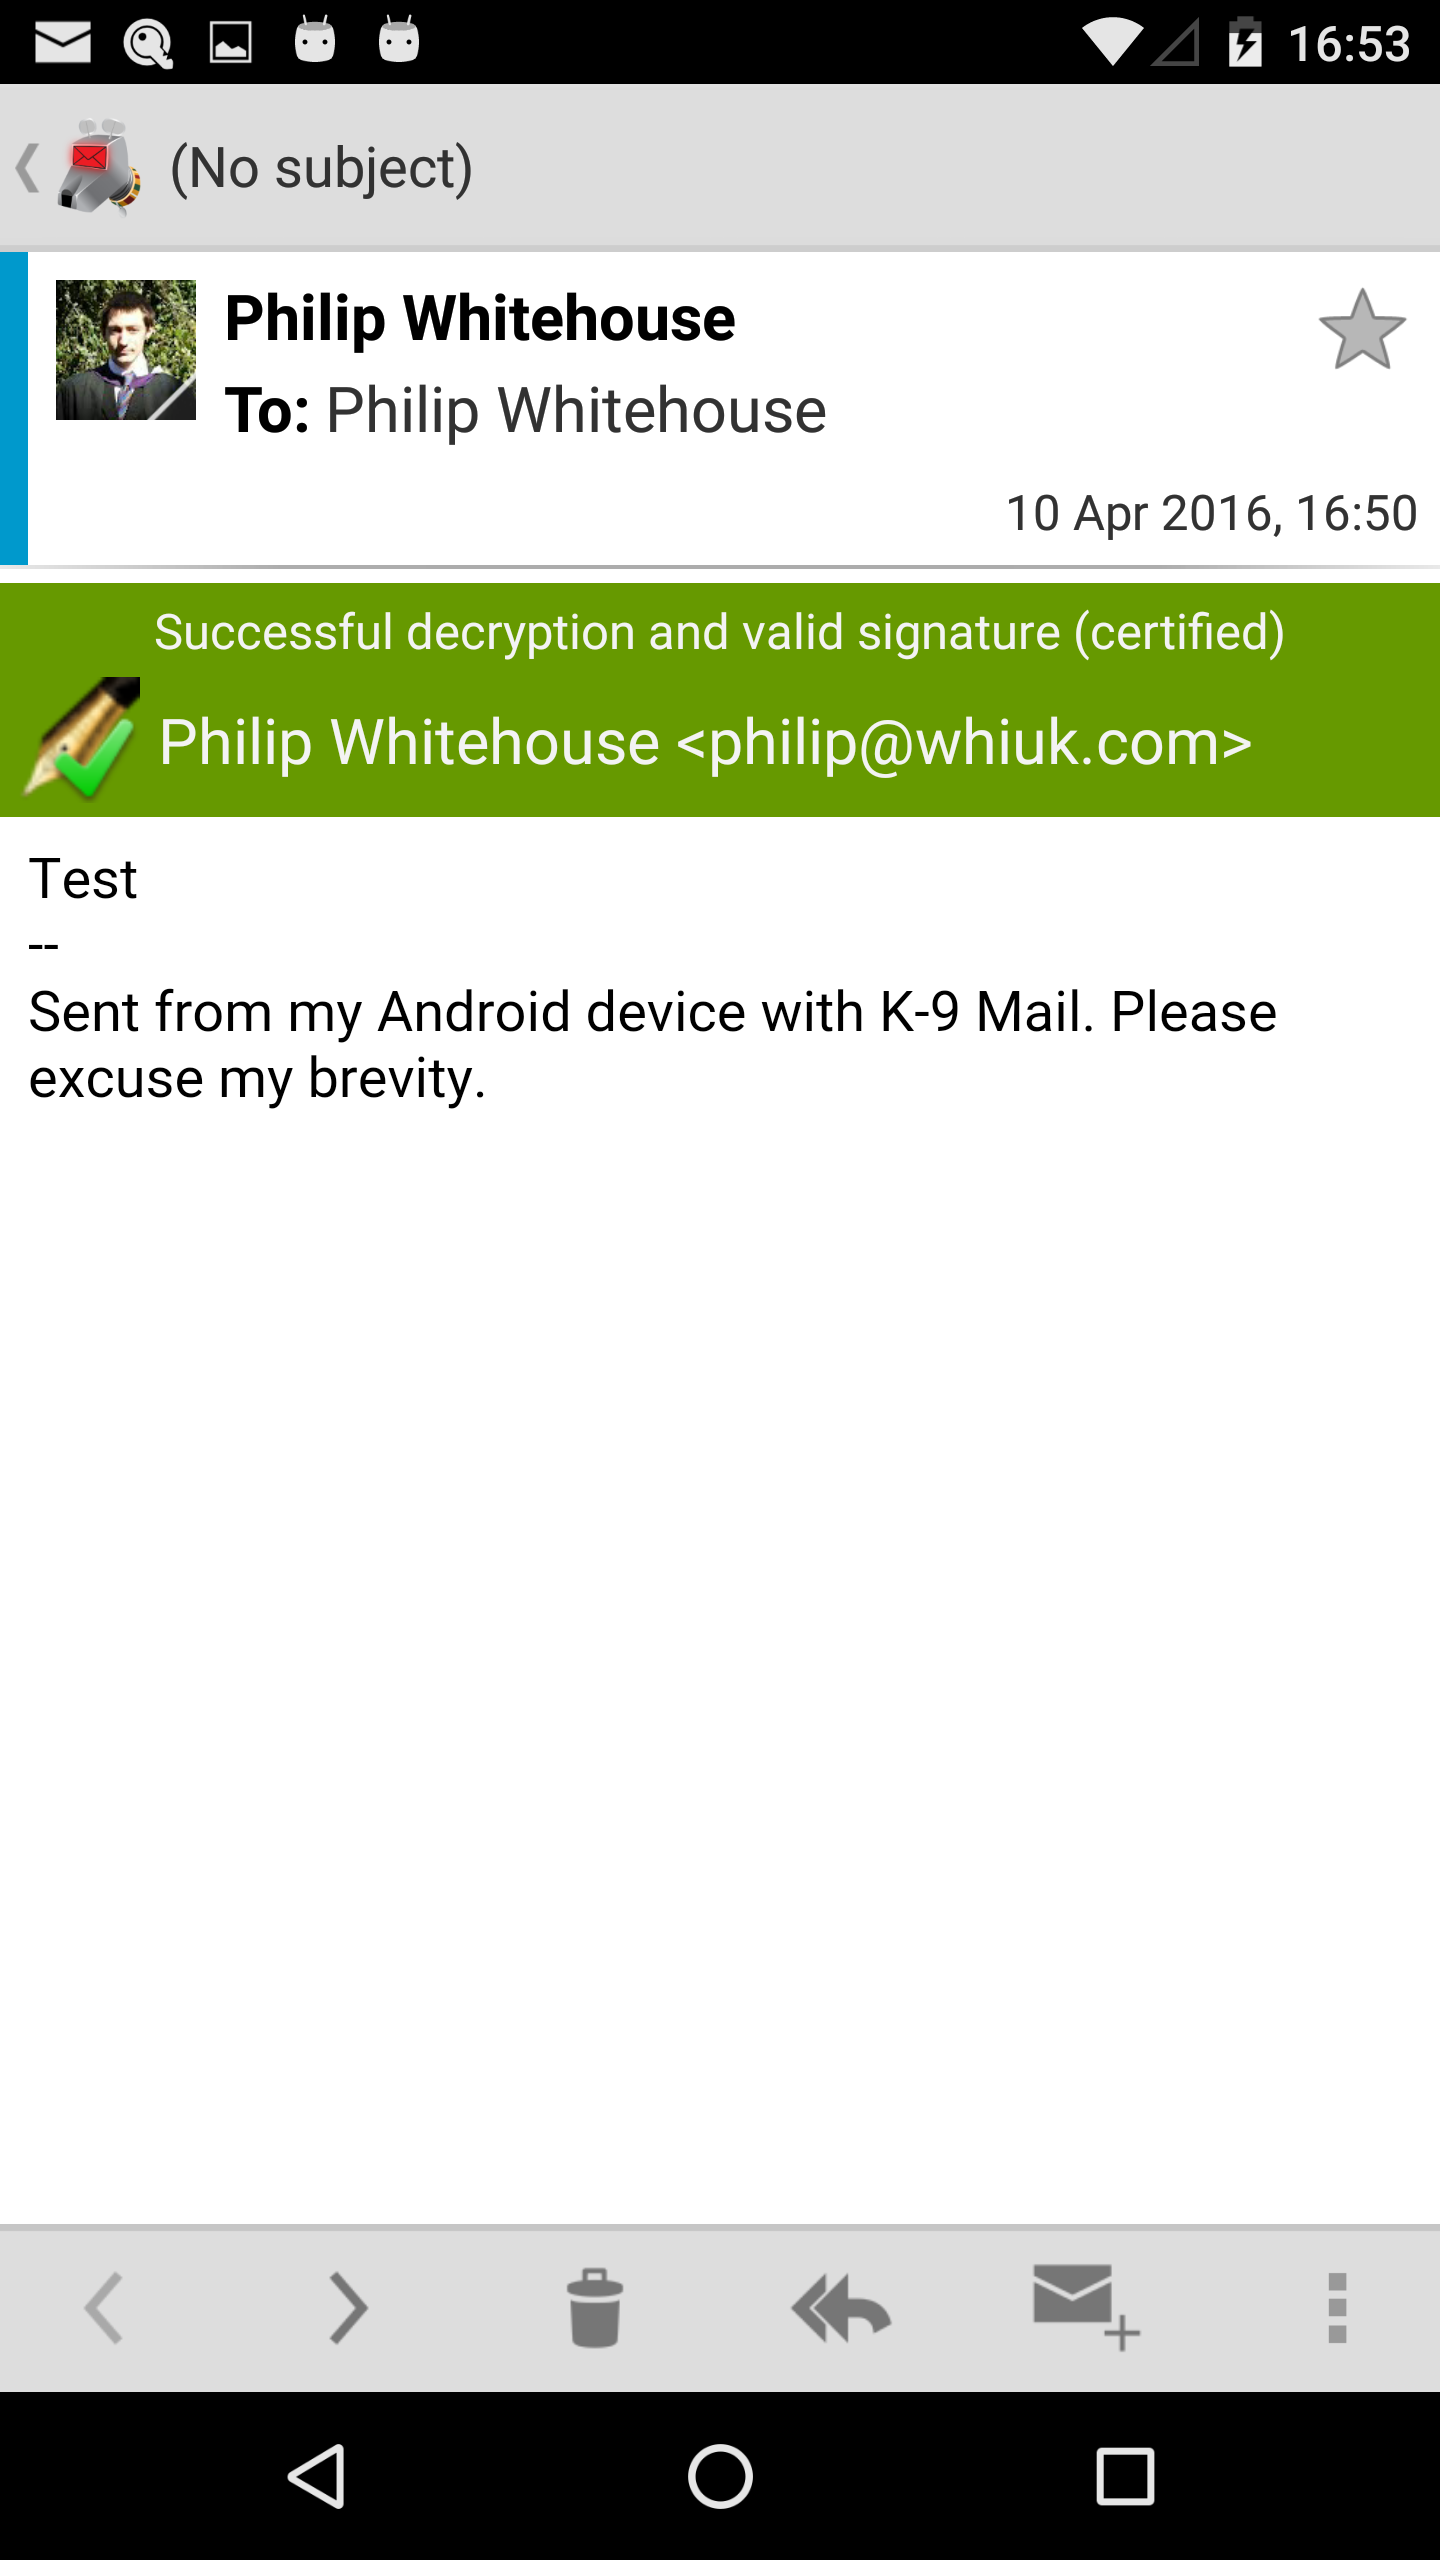 16:53
(No subject)
Philip Whitehouse
To: Philip Whitehouse
10 Apr 2016, 16:50
Successful decryption and valid signature (certified)
Philip Whitehouse <philip@whiuk.com>
Test
--
Sent from my Android device with K-9 Mail. Please
excuse my brevity.